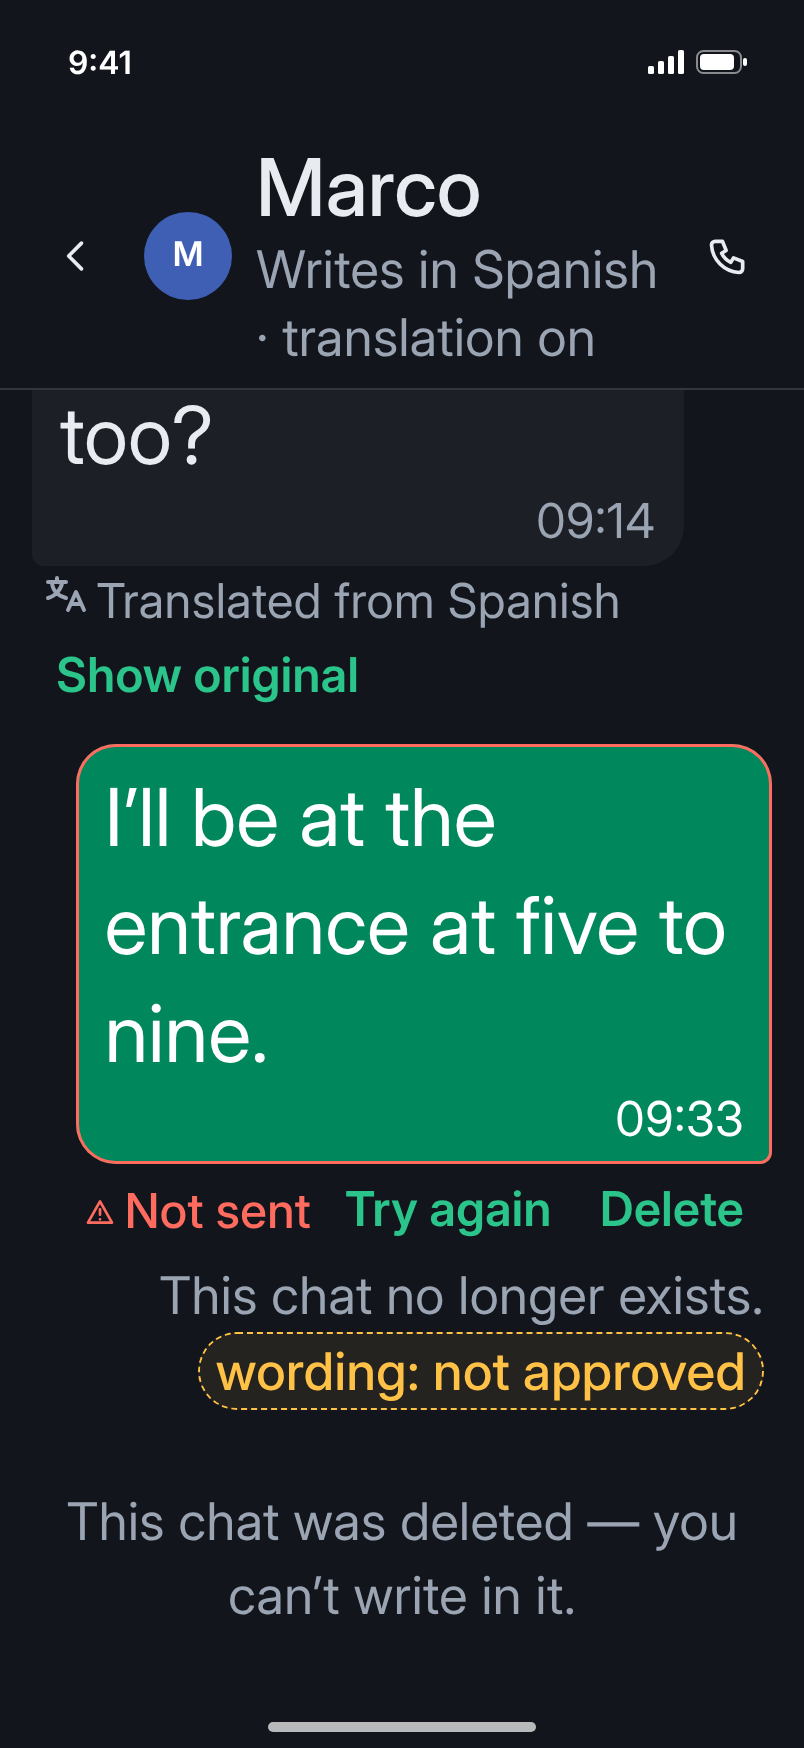 9:41
Marco
M
Writes in Spanish
· translation on
too?
09:14
Translated from Spanish
Show original
I’ll be at the
entrance at five to
nine.
09:33
Not sent Try again Delete
This chat no longer exists.
wording: not approved
This chat was deleted — you
can’t write in it.